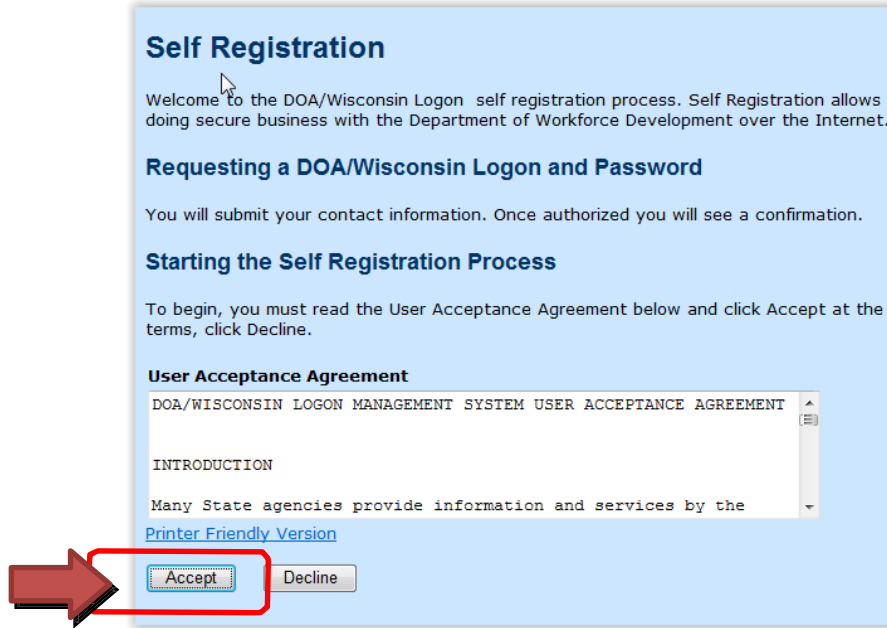 Self Registration
Welcome to the DOA/Wisconsin Logon self registration process. Self Registration allows
doing secure business with the Department of Workforce Development over the Internet.
Requesting a DOA/Wisconsin Logon and Password
You will submit your contact information. Once authorized you will see a confirmation.
Starting the Self Registration Process
To begin, you must read the User Acceptance Agreement below and click Accept at the
terms, click Decline.
User Acceptance Agreement
DOA/WISCONSIN LOGON MANAGEMENT SYSTEM USER ACCEPTANCE AGREEMENT
INTRODUCTION
Many State agencies provide information and services by the
Printer Friendly Version
Accept Decline